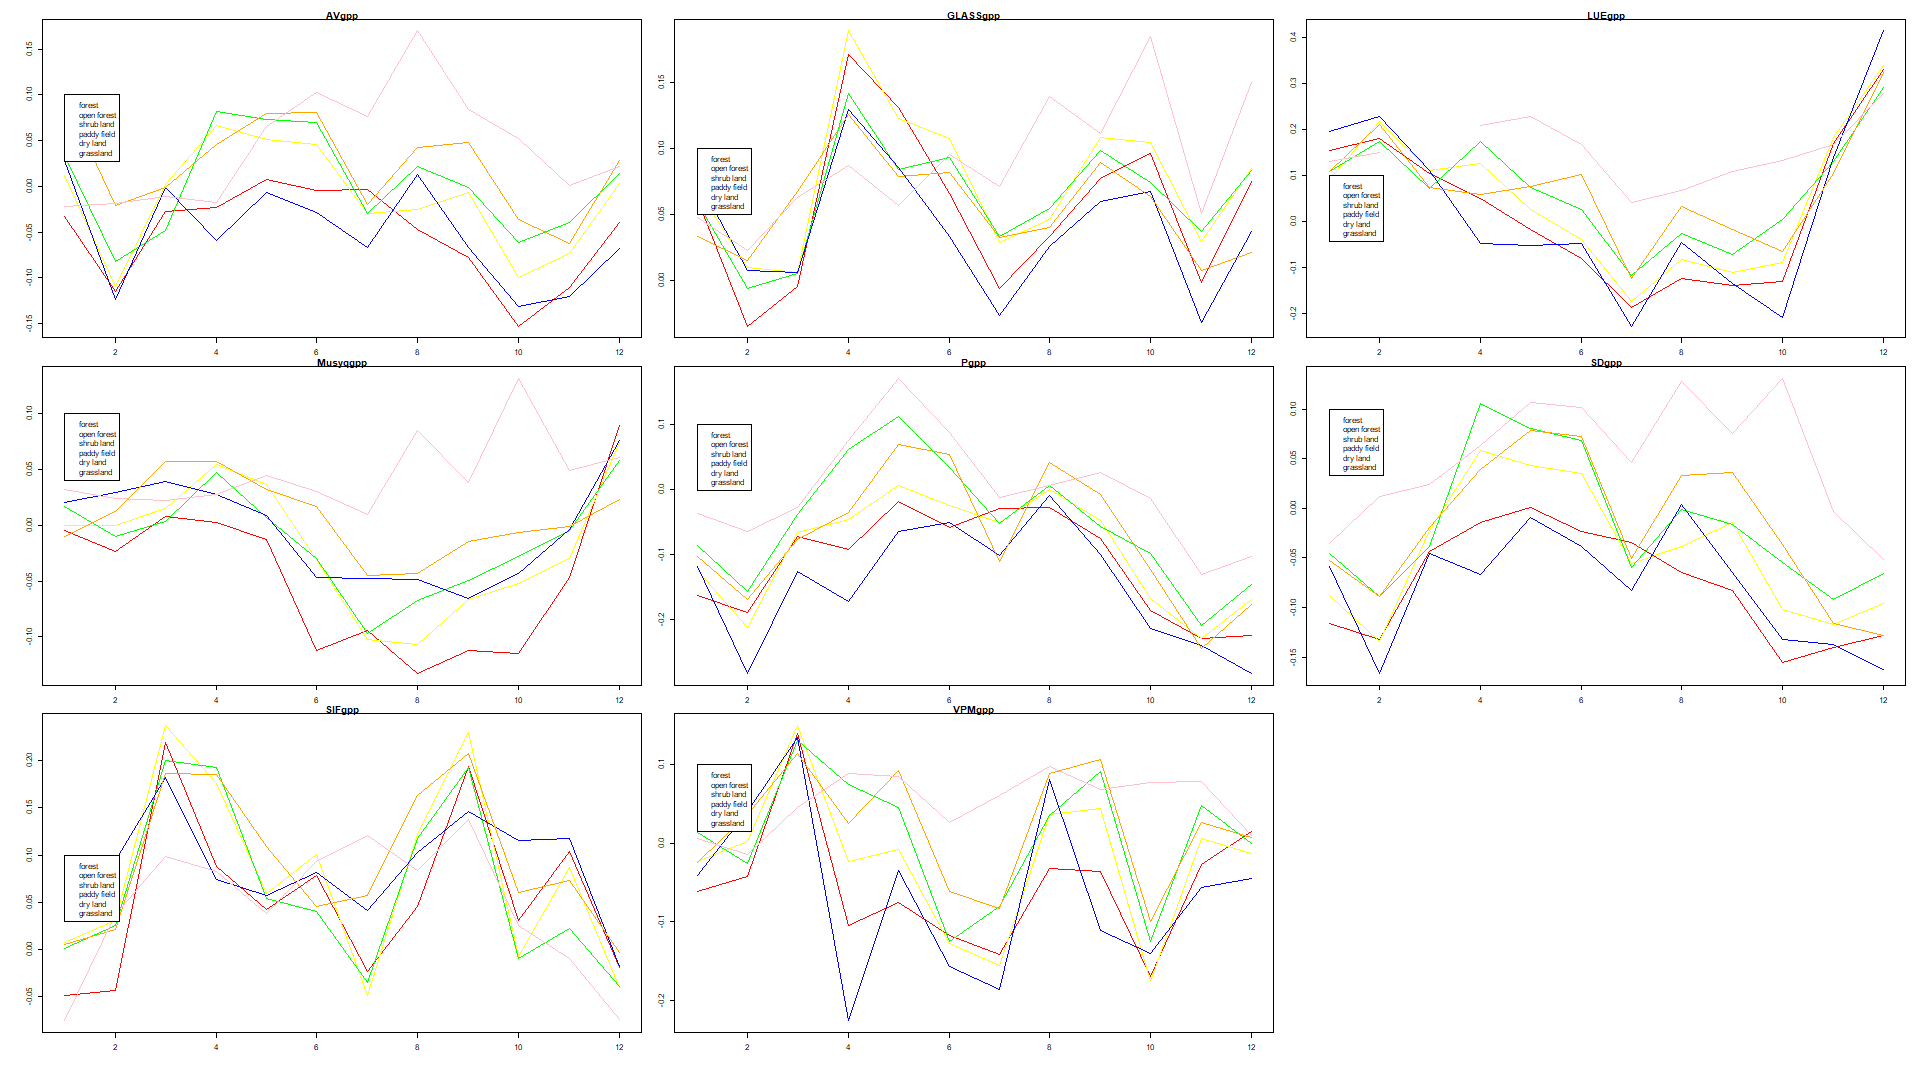 AVgpp
0.15
0.10
0.05
0.00
-0.05
-0.10
-0.15
forest
open forest
shrub land
paddy field
dry land
grassland
2 4 6 8 10 12
GLASSgpp
0.15
0.10
0.05
0.00
forest
open forest
shrub land
paddy field
dry land
grassland
2 4 6 8 10 12
LUEgpp
0.4
0.3
0.2
0.1
0.0
-0.1
-0.2
forest
open forest
shrub land
paddy field
dry land
grassland
2 4 6 8 10 12
Musyqgpp
0.10
0.05
0.00
-0.05
-0.10
forest
open forest
shrub land
paddy field
dry land
grassland
2 4 6 8 10 12
Pgpp
0.1
0.0
-0.1
-0.2
forest
open forest
shrub land
paddy field
dry land
grassland
2 4 6 8 10 12
SDgpp
0.10
0.05
0.00
-0.05
-0.10
-0.15
forest
open forest
shrub land
paddy field
dry land
grassland
2 4 6 8 10 12
SIFgpp
0.20
0.15
0.10
0.05
0.00
-0.05
forest
open forest
shrub land
paddy field
dry land
grassland
2 4 6 8 10 12
VPMgpp
0.1
0.0
-0.1
-0.2
forest
open forest
shrub land
paddy field
dry land
grassland
2 4 6 8 10 12